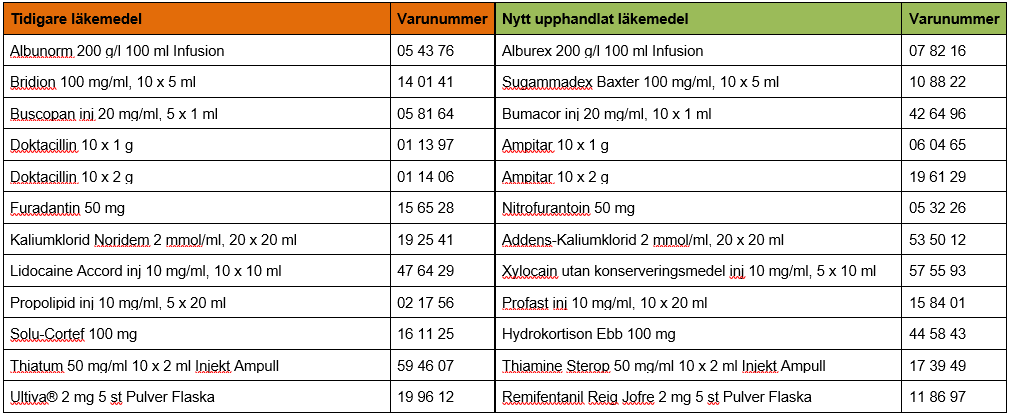 Tidigare läkemedel Varunummer Nytt upphandlat läkemedel Varunummer
Albunorm 200 g/l 100 ml Infusion 05 43 76 Alburex 200 g/l 100 ml Infusion 07 82 16
Bridion 100 mg/ml, 10 x 5 ml 14 01 41 Sugammadex Baxter 100 mg/ml, 10 x 5 ml 10 88 22
Buscopan inj 20 mg/ml, 5 x 1 ml 05 81 64 Bumacor inj 20 mg/ml, 10 x 1 ml 42 64 96
Doktacillin 10 x 1 g 01 13 97 Ampitar 10 x 1 g 06 04 65
Doktacillin 10 x 2 g 01 14 06 Ampitar 10 x 2 g 19 61 29
Furadantin 50 mg 15 65 28 Nitrofurantoin 50 mg 05 32 26
Kaliumklorid Noridem 2 mmol/ml, 20 x 20 ml 19 25 41 Addens-Kaliumklorid 2 mmol/ml, 20 x 20 ml 53 50 12
Lidocaine Accord inj 10 mg/ml, 10 x 10 ml 47 64 29 Xylocain utan konserveringsmedel inj 10 mg/ml, 5 x 10 ml 57 55 93
Propolipid inj 10 mg/ml, 5 x 20 ml 02 17 56 Profast inj 10 mg/ml, 10 x 20 ml 15 84 01
Solu-Cortef 100 mg 16 11 25 Hydrokortison Ebb 100 mg 44 58 43
Thiatum 50 mg/ml 10 x 2 ml Injekt Ampull 59 46 07 Thiamine Sterop 50 mg/ml 10 x 2 ml Injekt Ampull 17 39 49
Ultiva® 2 mg 5 st Pulver Flaska 19 96 12 Remifentanil Reig Jofre 2 mg 5 st Pulver Flaska 11 86 97